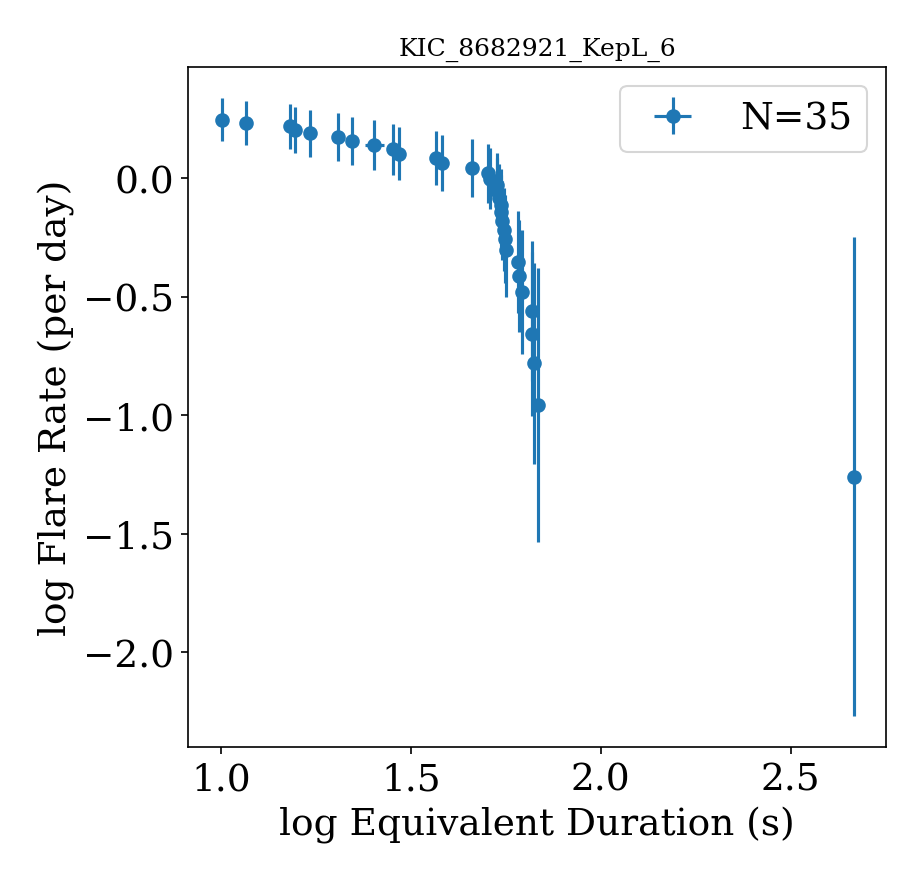 KIC_8682921_KepL_6
N=35
0.0
−0.5
−1.0
−1.5
−2.0
log Flare Rate (per day)
1.0 1.5 2.0 2.5
log Equivalent Duration (s)